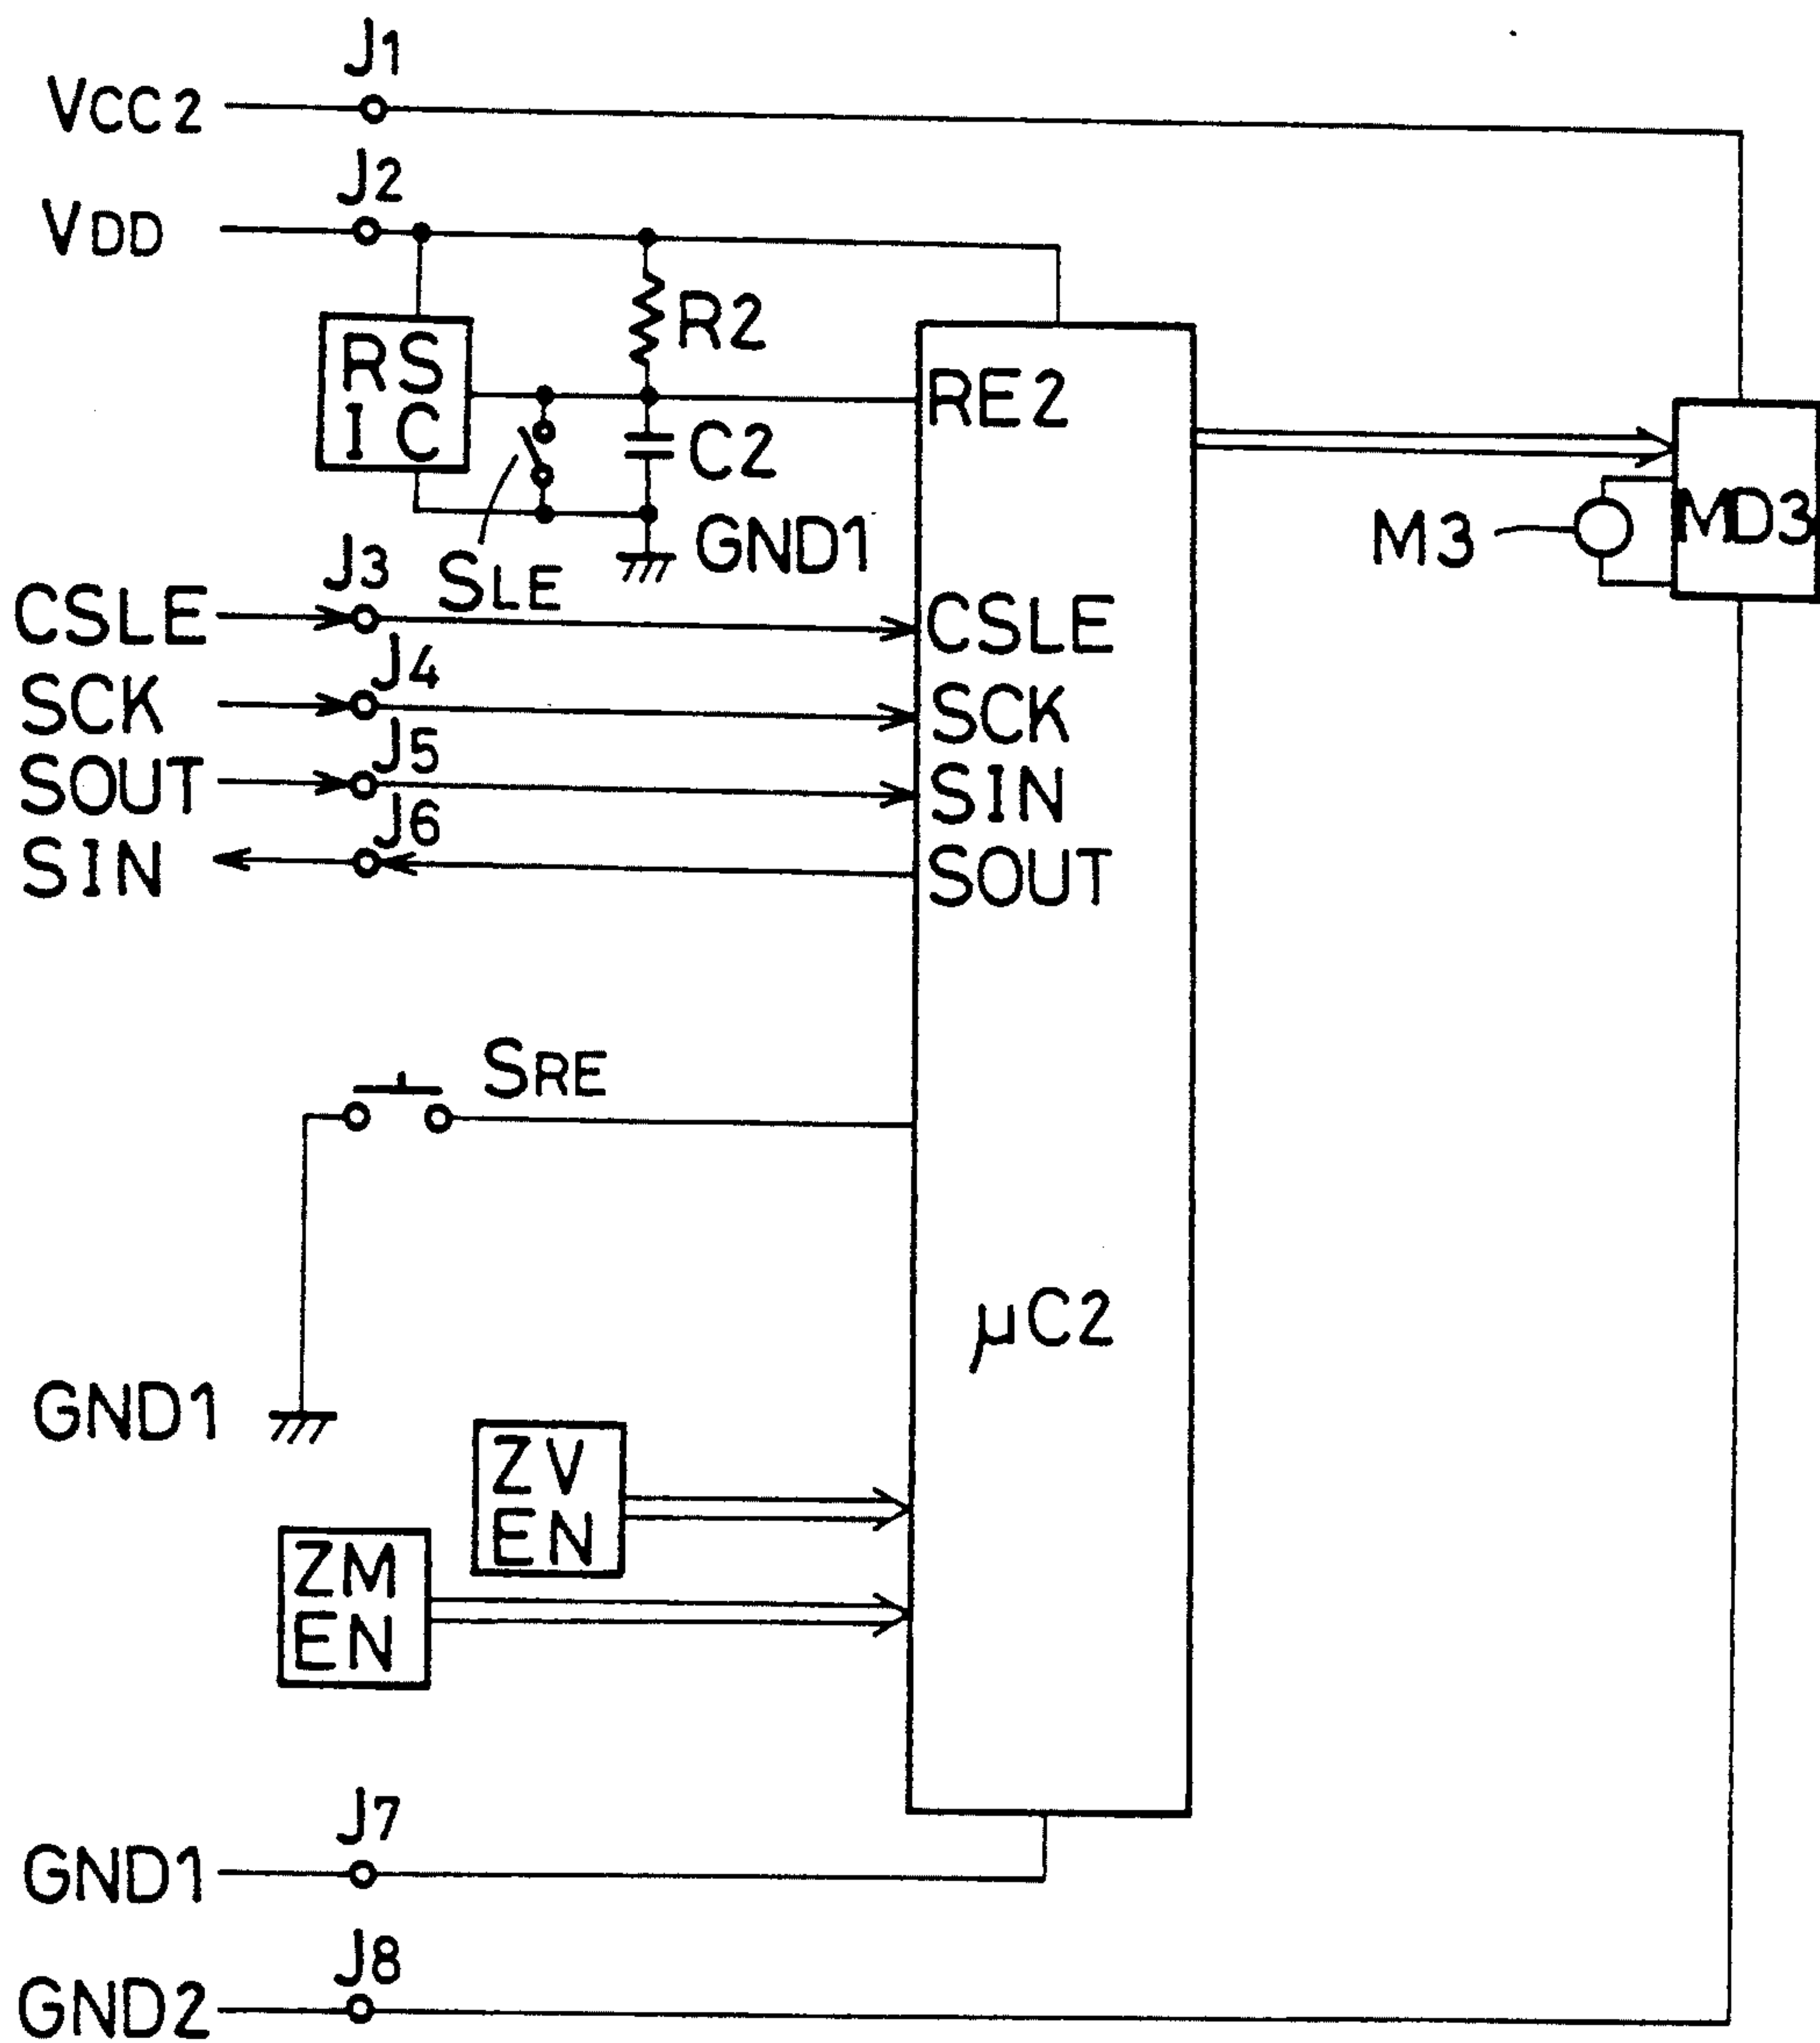 J1
VCC2
J2
VDD
RS
IC
R2
RE2
C2
GND1
SLE
M3
MD3
J3
CSLE
CSLE
J4
SCK
SCK
J5
SOUT
SIN
J6
SIN
SOUT
SRE
µC2
GND1
ZV
EN
ZM
EN
J7
GND1
J8
GND2